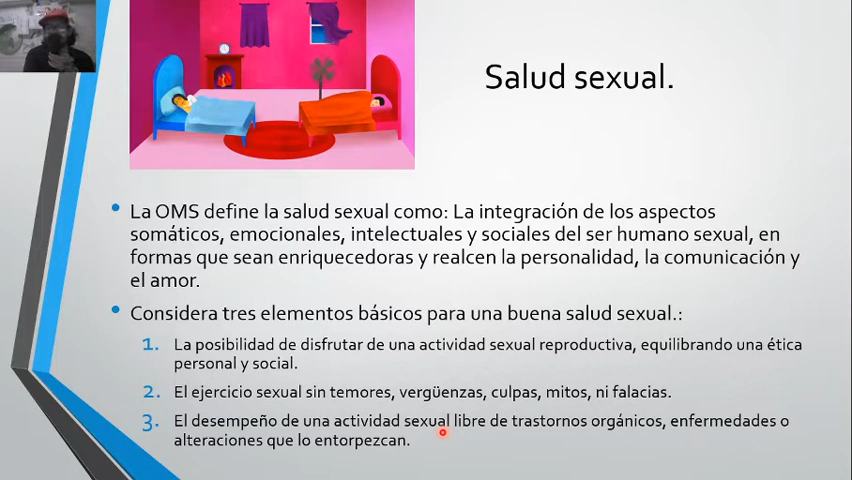 Salud sexual.
La OMS define la salud sexual como: La integración de los aspectos
somáticos, emocionales, intelectuales y sociales del ser humano sexual, en
formas que sean enriquecedoras y realcen la personalidad, la comunicación y
el amor.
Considera tres elementos básicos para una buena salud sexual.:
1. La posibilidad de disfrutar de una actividad sexual reproductiva, equilibrando una ética
personal y social.
2. El ejercicio sexual sin temores, vergüenzas, culpas, mitos, ni falacias.
3. El desempeño de una actividad sexual libre de trastornos orgánicos, enfermedades o
alteraciones que lo entorpezcan.